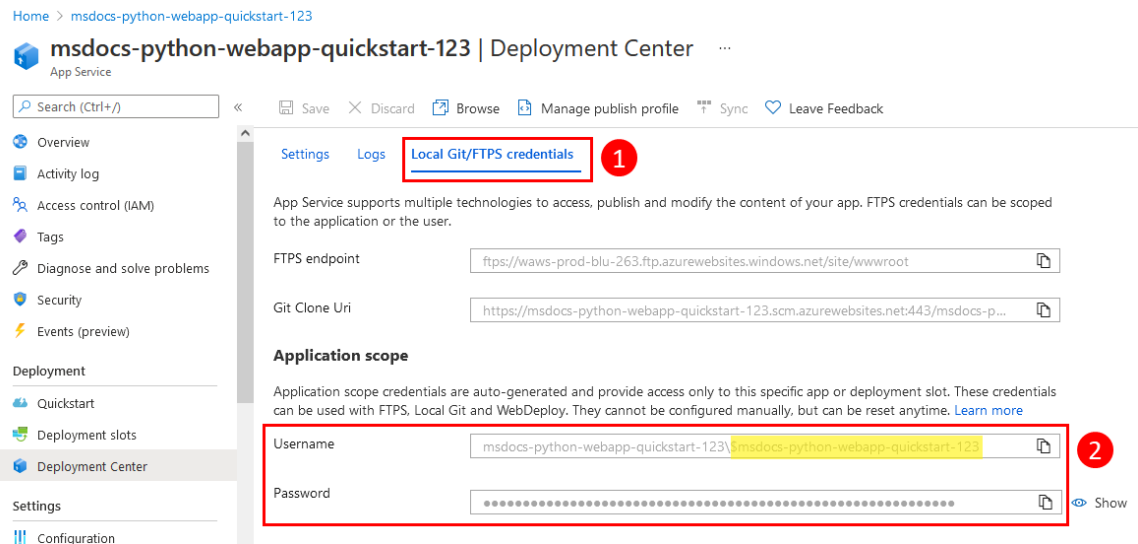 Home > msdocs-python-webapp-quickstart-123
msdocs-python-webapp-quickstart-123 | Deployment Center ...
App Service
Search (Ctrl+/)
«
Save
Discard
Browse
Manage publish profile
Sync
Leave Feedback
Overview
Activity log
Access control (IAM)
Tags
Diagnose and solve problems
Security
Events (preview)
Deployment
Quickstart
Deployment slots
Deployment Center
Settings
Configuration
Settings
Logs
Local Git/FTPS credentials
1
App Service supports multiple technologies to access, publish and modify the content of your app. FTPS credentials can be scoped
to the application or the user.
FTPS endpoint
ftps://waws-prod-blu-263.ftp.azurewebsites.windows.net/site/wwwroot
Git Clone Uri
https://msdocs-python-webapp-quickstart-123.scm.azurewebsites.net:443/msdocs-p...
Application scope
Application scope credentials are auto-generated and provide access only to this specific app or deployment slot. These credentials
can be used with FTPS, Local Git and WebDeploy. They cannot be configured manually, but can be reset anytime. Learn more
Username
msdocs-python-webapp-quickstart-123\$msdocs-python-webapp-quickstart-123
2
Password
Show